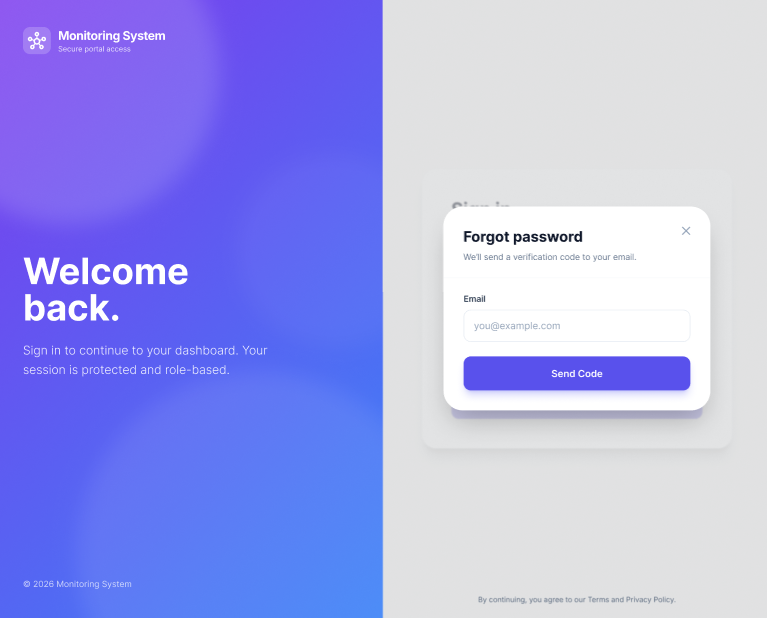 Monitoring System
Secure portal access
Welcome
back.
Sign in to continue to your dashboard. Your
session is protected and role-based.
© 2026 Monitoring System
Sign in
Forgot password
We'll send a verification code to your email.
Email
you@example.com
Send Code
By continuing, you agree to our Terms and Privacy Policy.